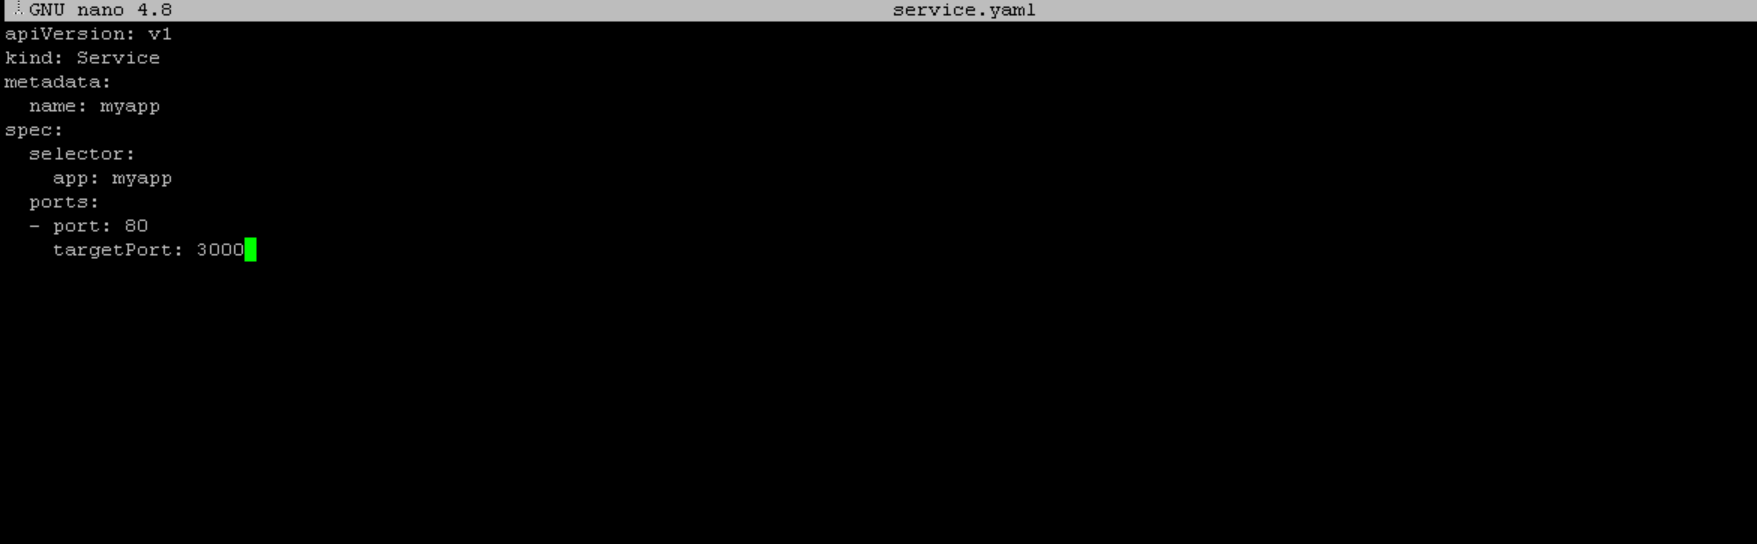 GNU nano 4.8 service.yaml
apiVersion: v1
kind: Service
metadata:
  name: myapp
spec:
  selector:
    app: myapp
  ports:
  - port: 80
    targetPort: 3000